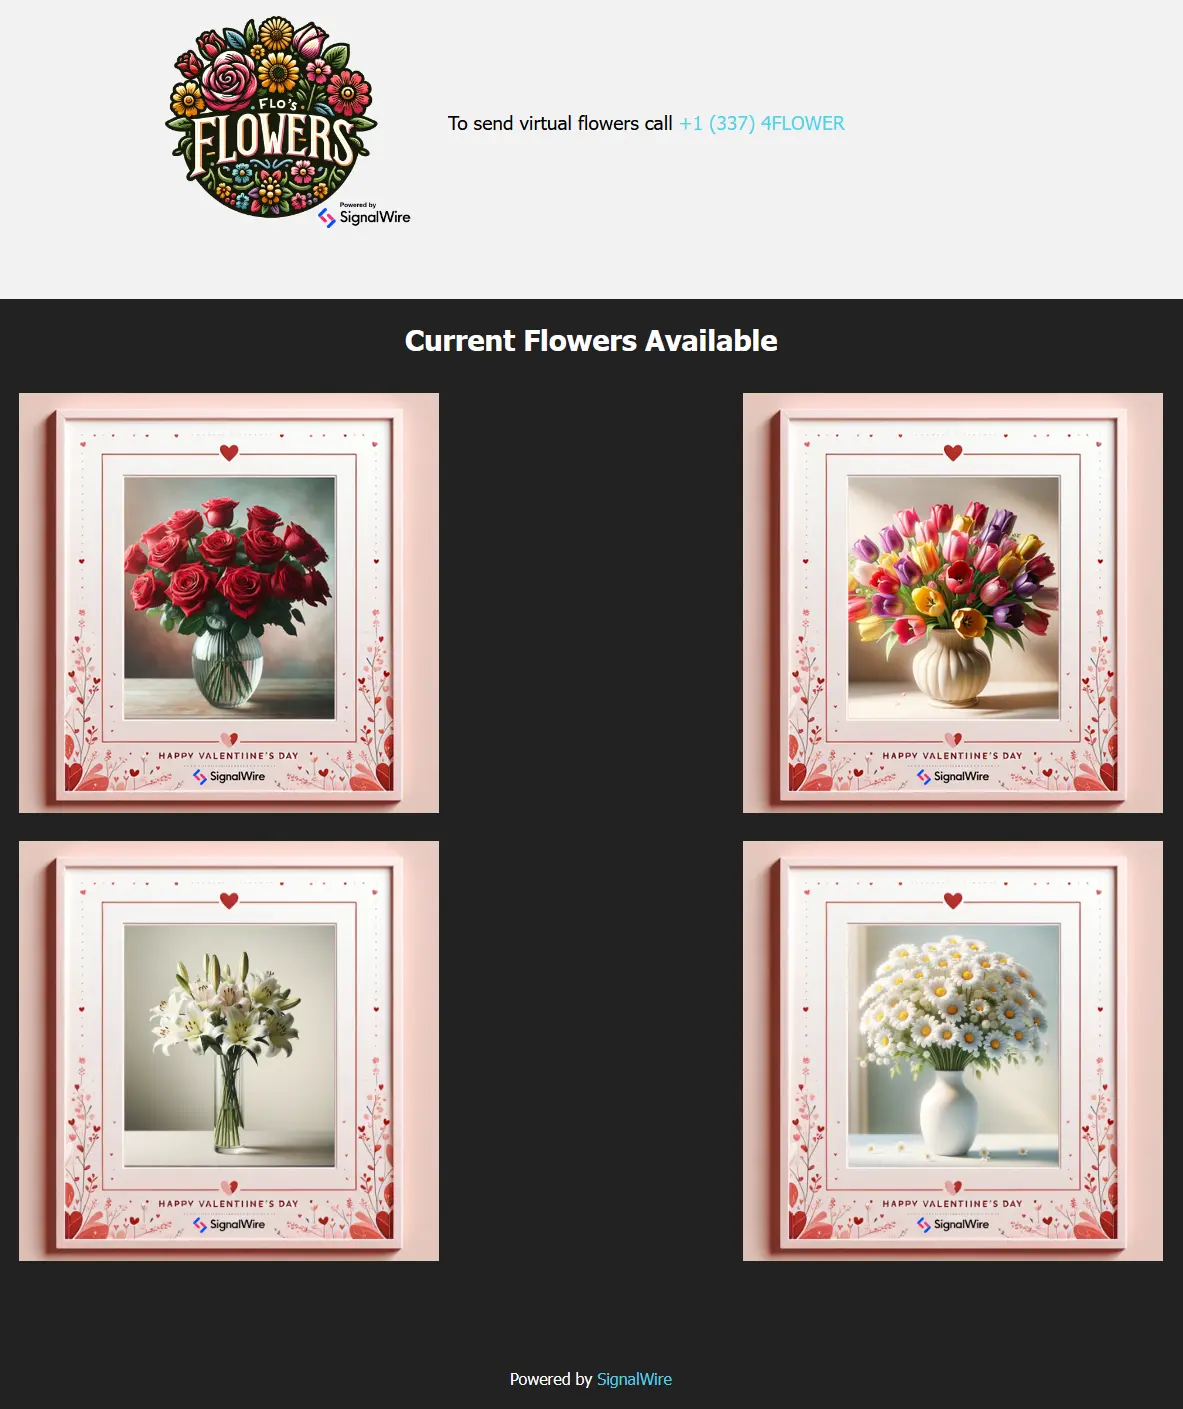 FLO'S
FLOWERS
Powered by
SignalWire
To send virtual flowers call +1 (337) 4FLOWER
Current Flowers Available
HAPPY VALENTIINE'S DAY
SignalWire
HAPPY VALENTIINE'S DAY
SignalWire
HAPPY VALENTIINE'S DAY
SignalWire
HAPPY VALENTIINE'S DAY
SignalWire
Powered by SignalWire